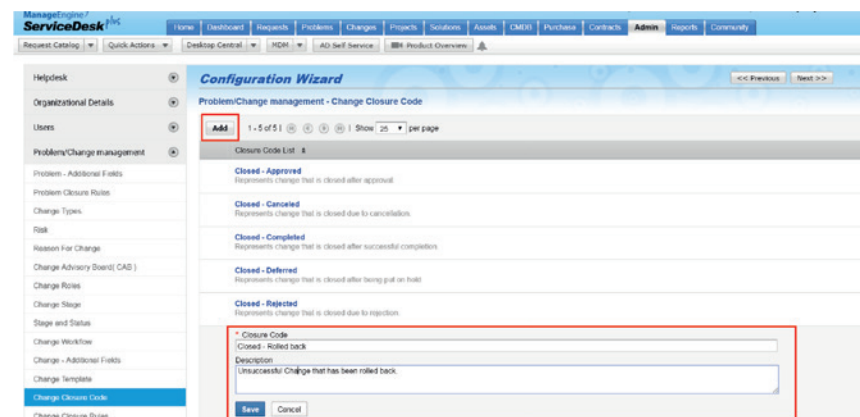 ManageEngine
ServiceDesk Plus
Home Dashboard Requests Problems Changes Projects Solutions Assets CMDB Purchase Contracts Admin Reports Community
Request Catalog Quick Actions Desktop Central MDM AD Self Service Product Overview
Helpdesk
Organizational Details
Users
Problem/Change management
Problem - Additional Fields
Problem Closure Rules
Change Types
Risk
Reason For Change
Change Advisory Board( CAB )
Change Roles
Change Stage
Stage and Status
Change Workflow
Change - Additional Fields
Change Template
Change Closure Code
Change Closure Rules
Configuration Wizard
<< Previous Next >>
Problem/Change management - Change Closure Code
Add 1 - 5 of 5 | Show 25 per page
Closure Code List
Closed - Approved
Represents change that is closed after approval
Closed - Canceled
Represents change that is closed due to cancellation.
Closed - Completed
Represents change that is closed after successful completion
Closed - Deferred
Represents change that is closed after being put on hold
Closed - Rejected
Represents change that is closed due to rejection.
* Closure Code
Closed - Rolled back
Description
Unsuccessful Change that has been rolled back.
Save Cancel